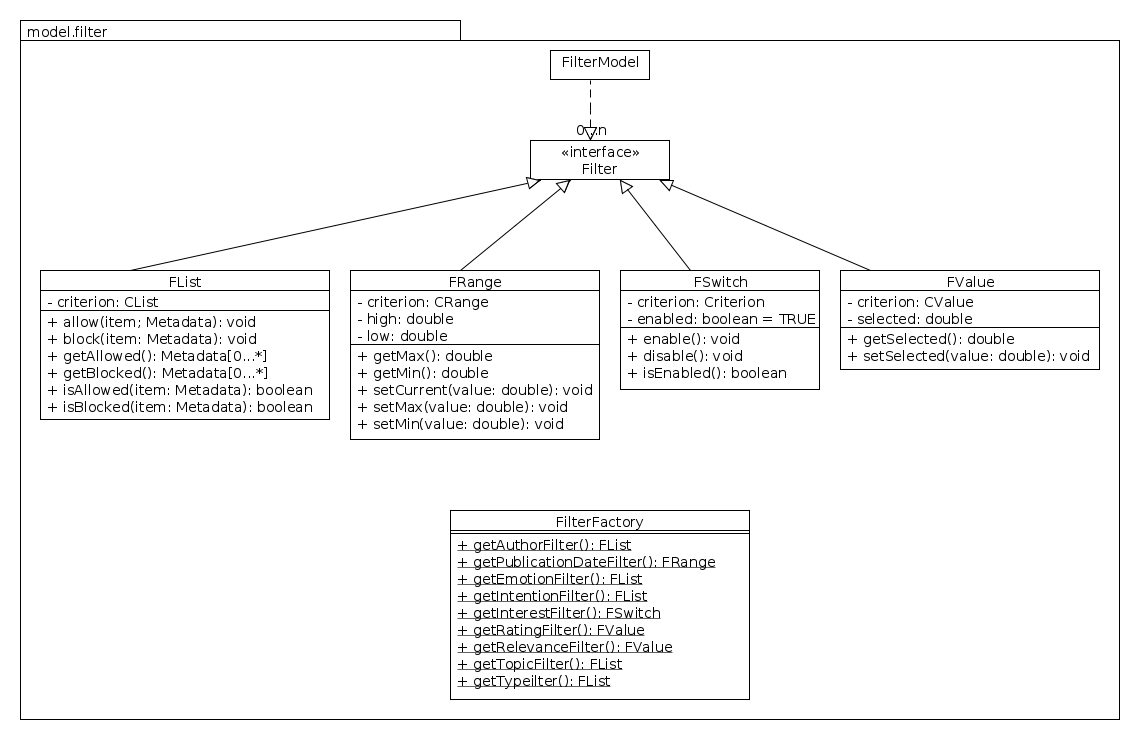 model.filter
FilterModel
0...n
«interface»
Filter
FList
- criterion: CList
+ allow(item; Metadata): void
+ block(item: Metadata): void
+ getAllowed(): Metadata[0...*]
+ getBlocked(): Metadata[0...*]
+ isAllowed(item: Metadata): boolean
+ isBlocked(item: Metadata): boolean
FRange
- criterion: CRange
- high: double
- low: double
+ getMax(): double
+ getMin(): double
+ setCurrent(value: double): void
+ setMax(value: double): void
+ setMin(value: double): void
FSwitch
- criterion: Criterion
- enabled: boolean = TRUE
+ enable(): void
+ disable(): void
+ isEnabled(): boolean
FValue
- criterion: CValue
- selected: double
+ getSelected(): double
+ setSelected(value: double): void
FilterFactory
+ getAuthorFilter(): FList
+ getPublicationDateFilter(): FRange
+ getEmotionFilter(): FList
+ getIntentionFilter(): FList
+ getInterestFilter(): FSwitch
+ getRatingFilter(): FValue
+ getRelevanceFilter(): FValue
+ getTopicFilter(): FList
+ getTypeilter(): FList